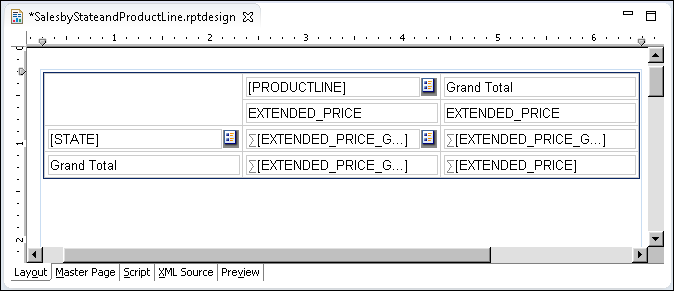 *SalesbyStateandProductLine.rptdesign
0 1 2 3 4 5 6
[PRODUCTLINE] Grand Total
EXTENDED_PRICE EXTENDED_PRICE
1
[STATE] ∑[EXTENDED_PRICE_G...] ∑[EXTENDED_PRICE_G...]
Grand Total ∑[EXTENDED_PRICE_G...] ∑[EXTENDED_PRICE]
2
Layout Master Page Script XML Source Preview